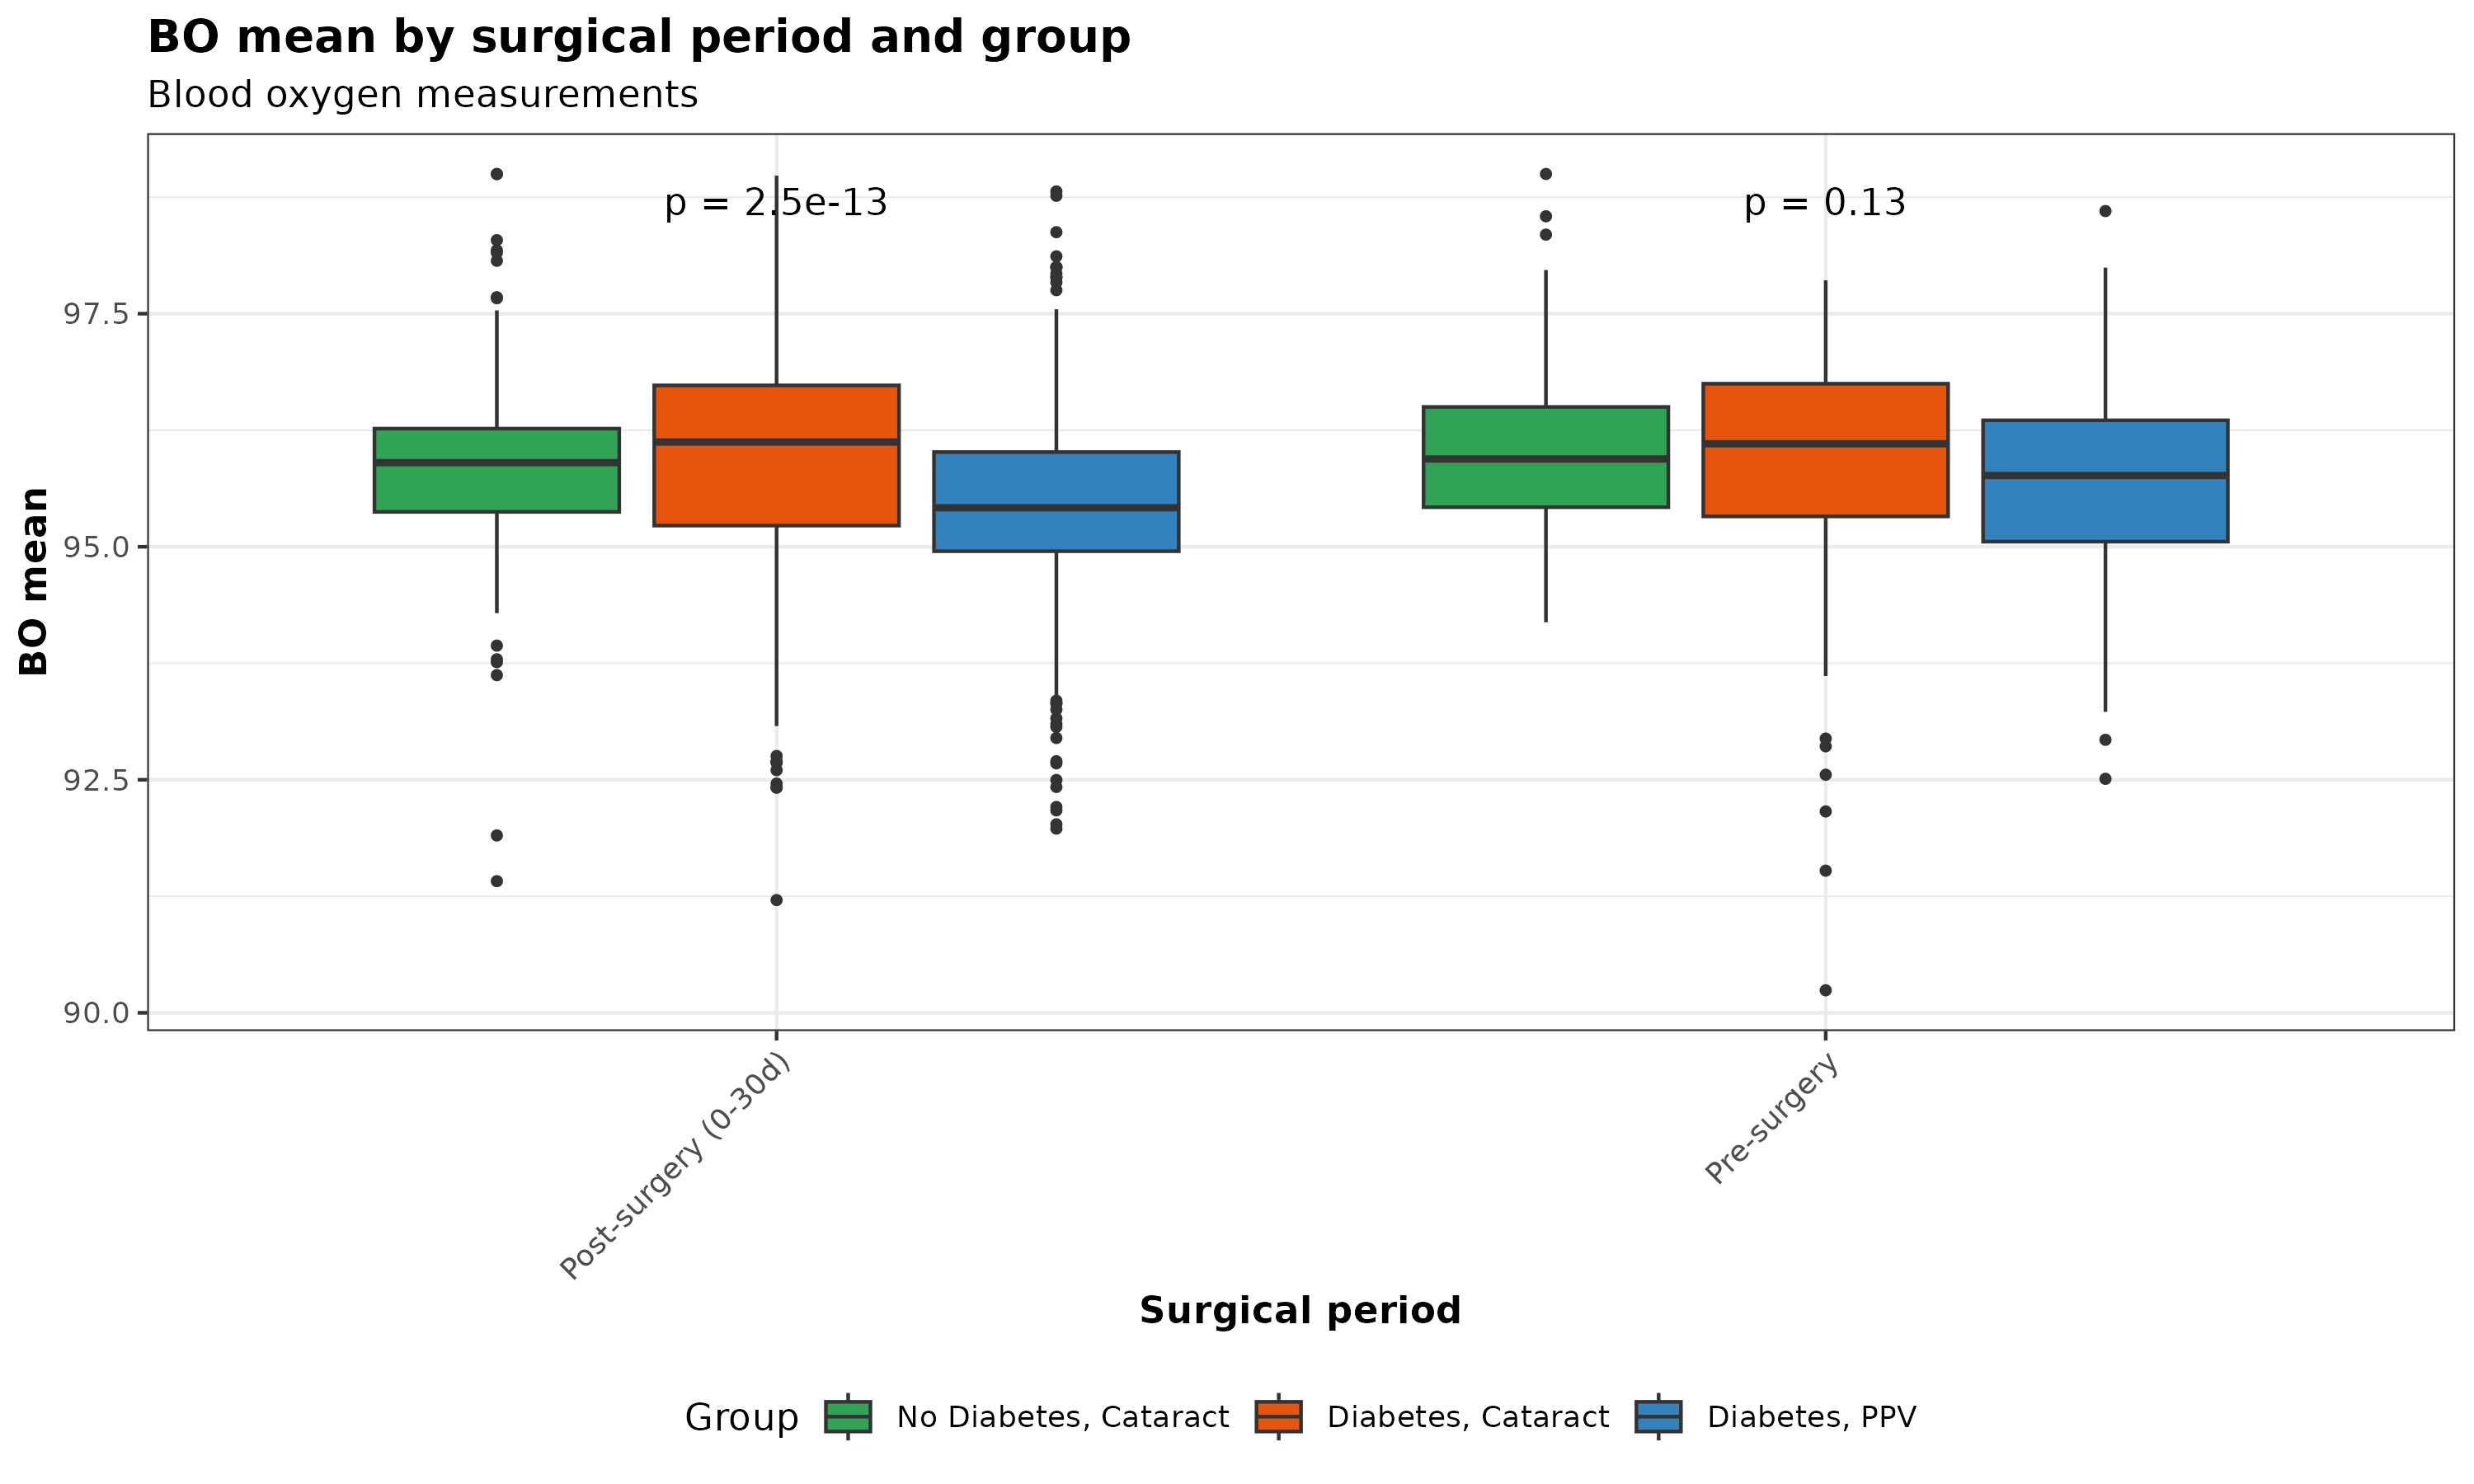 BO mean by surgical period and group
Blood oxygen measurements
p = 2.5e-13
p = 0.13
97.5
95.0
92.5
90.0
BO mean
Post-surgery (0-30d)
Pre-surgery
Surgical period
Group No Diabetes, Cataract Diabetes, Cataract Diabetes, PPV